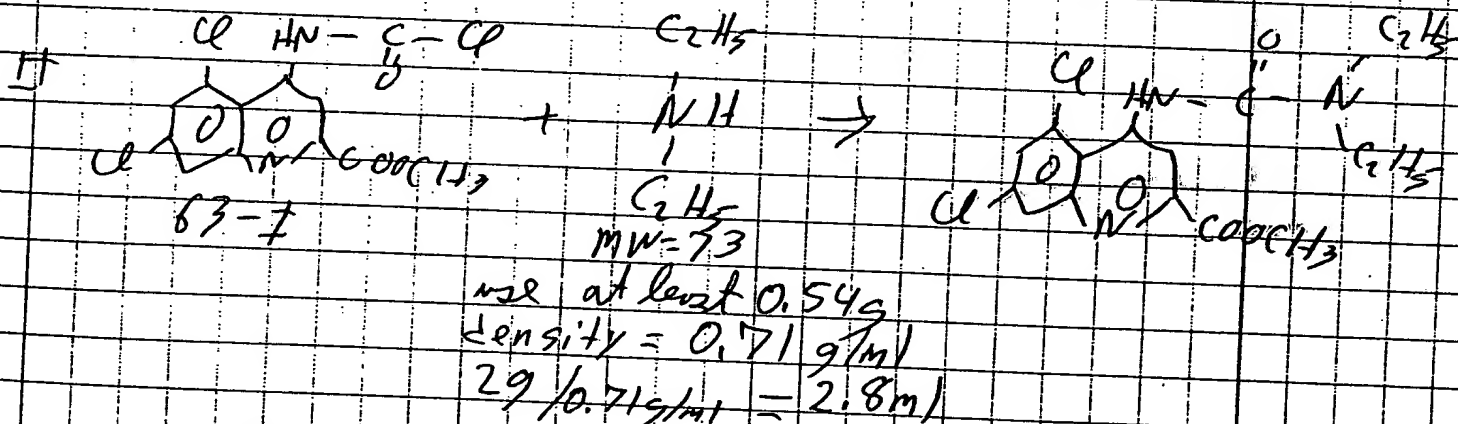 II
Cl HN - C - Cl
O
Cl
N
COOCH3
63-I
+
C2H5
NH
C2H5
→
Cl
HN - C - N
O
C2H5
C2H5
Cl
N
COOCH3
MW=73
use at least 0.54g
density = 0.71 g/ml
2g /0.71g/ml = 2.8ml